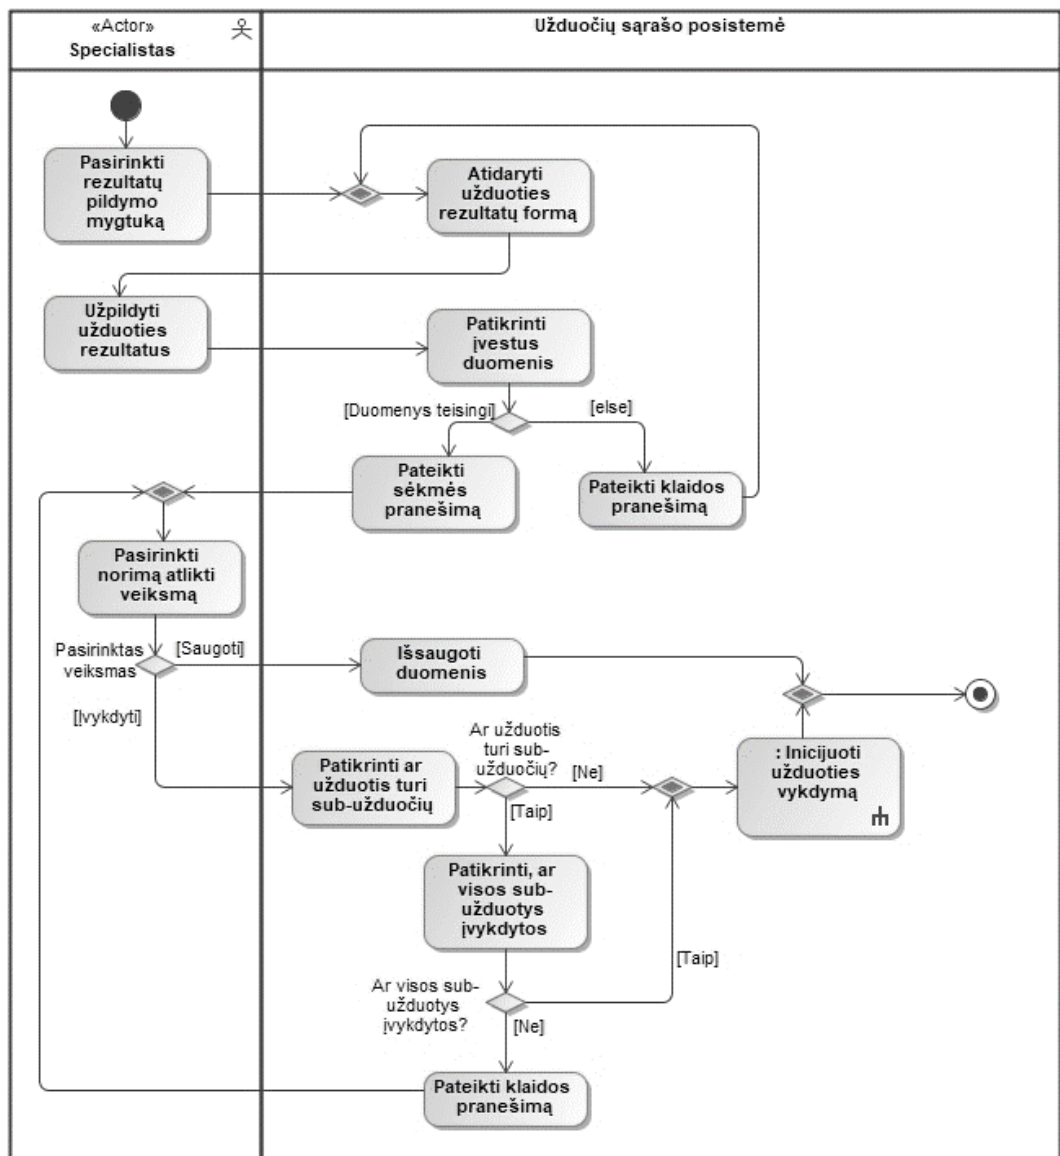 «Actor»
Specialistas
Užduočių sąrašo posistemė
Pasirinkti
rezultatų
pildymo
mygtuką
Atidaryti
užduoties
rezultatų formą
Užpildyti
užduoties
rezultatus
Patikrinti
įvestus
duomenis
[Duomenys teisingi]
[else]
Pateikti
sėkmės
pranešimą
Pateikti klaidos
pranešimą
Pasirinkti
norimą atlikti
veiksmą
Pasirinktas
veiksmas
[Saugoti]
Išsaugoti
duomenis
[Įvykdyti]
Ar užduotis
turi sub-
užduočių?
Patikrinti ar
užduotis turi
sub-užduočių
[Ne]
: Inicijuoti
užduoties
vykdymą
[Taip]
Patikrinti, ar
visos sub-
užduotys
įvykdytos
[Taip]
Ar visos sub-
užduotys
įvykdytos?
[Ne]
Pateikti klaidos
pranešimą